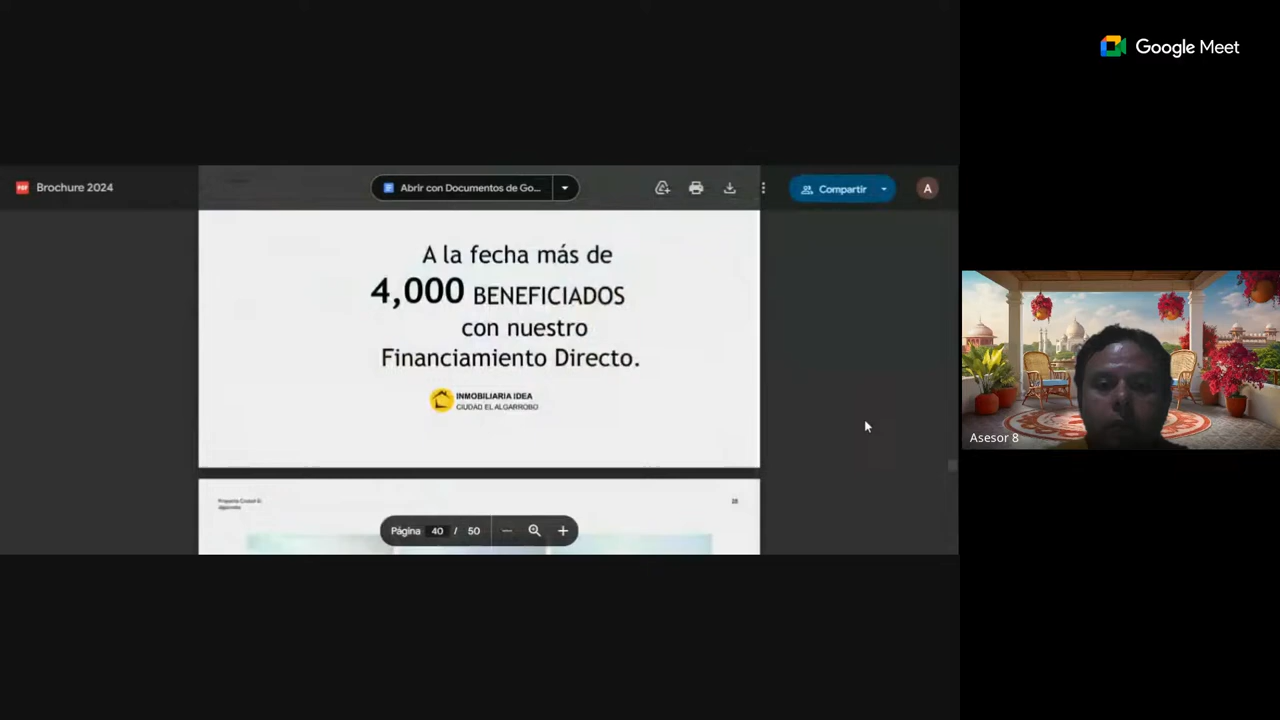 Google Meet
Brochure 2024
Abrir con Documentos de Go...
Compartir
A
A la fecha más de
4,000 BENEFICIADOS
con nuestro
Financiamiento Directo.
INMOBILIARIA IDEA
CIUDAD EL ALGARROBO
Página 40 / 50
Asesor 8